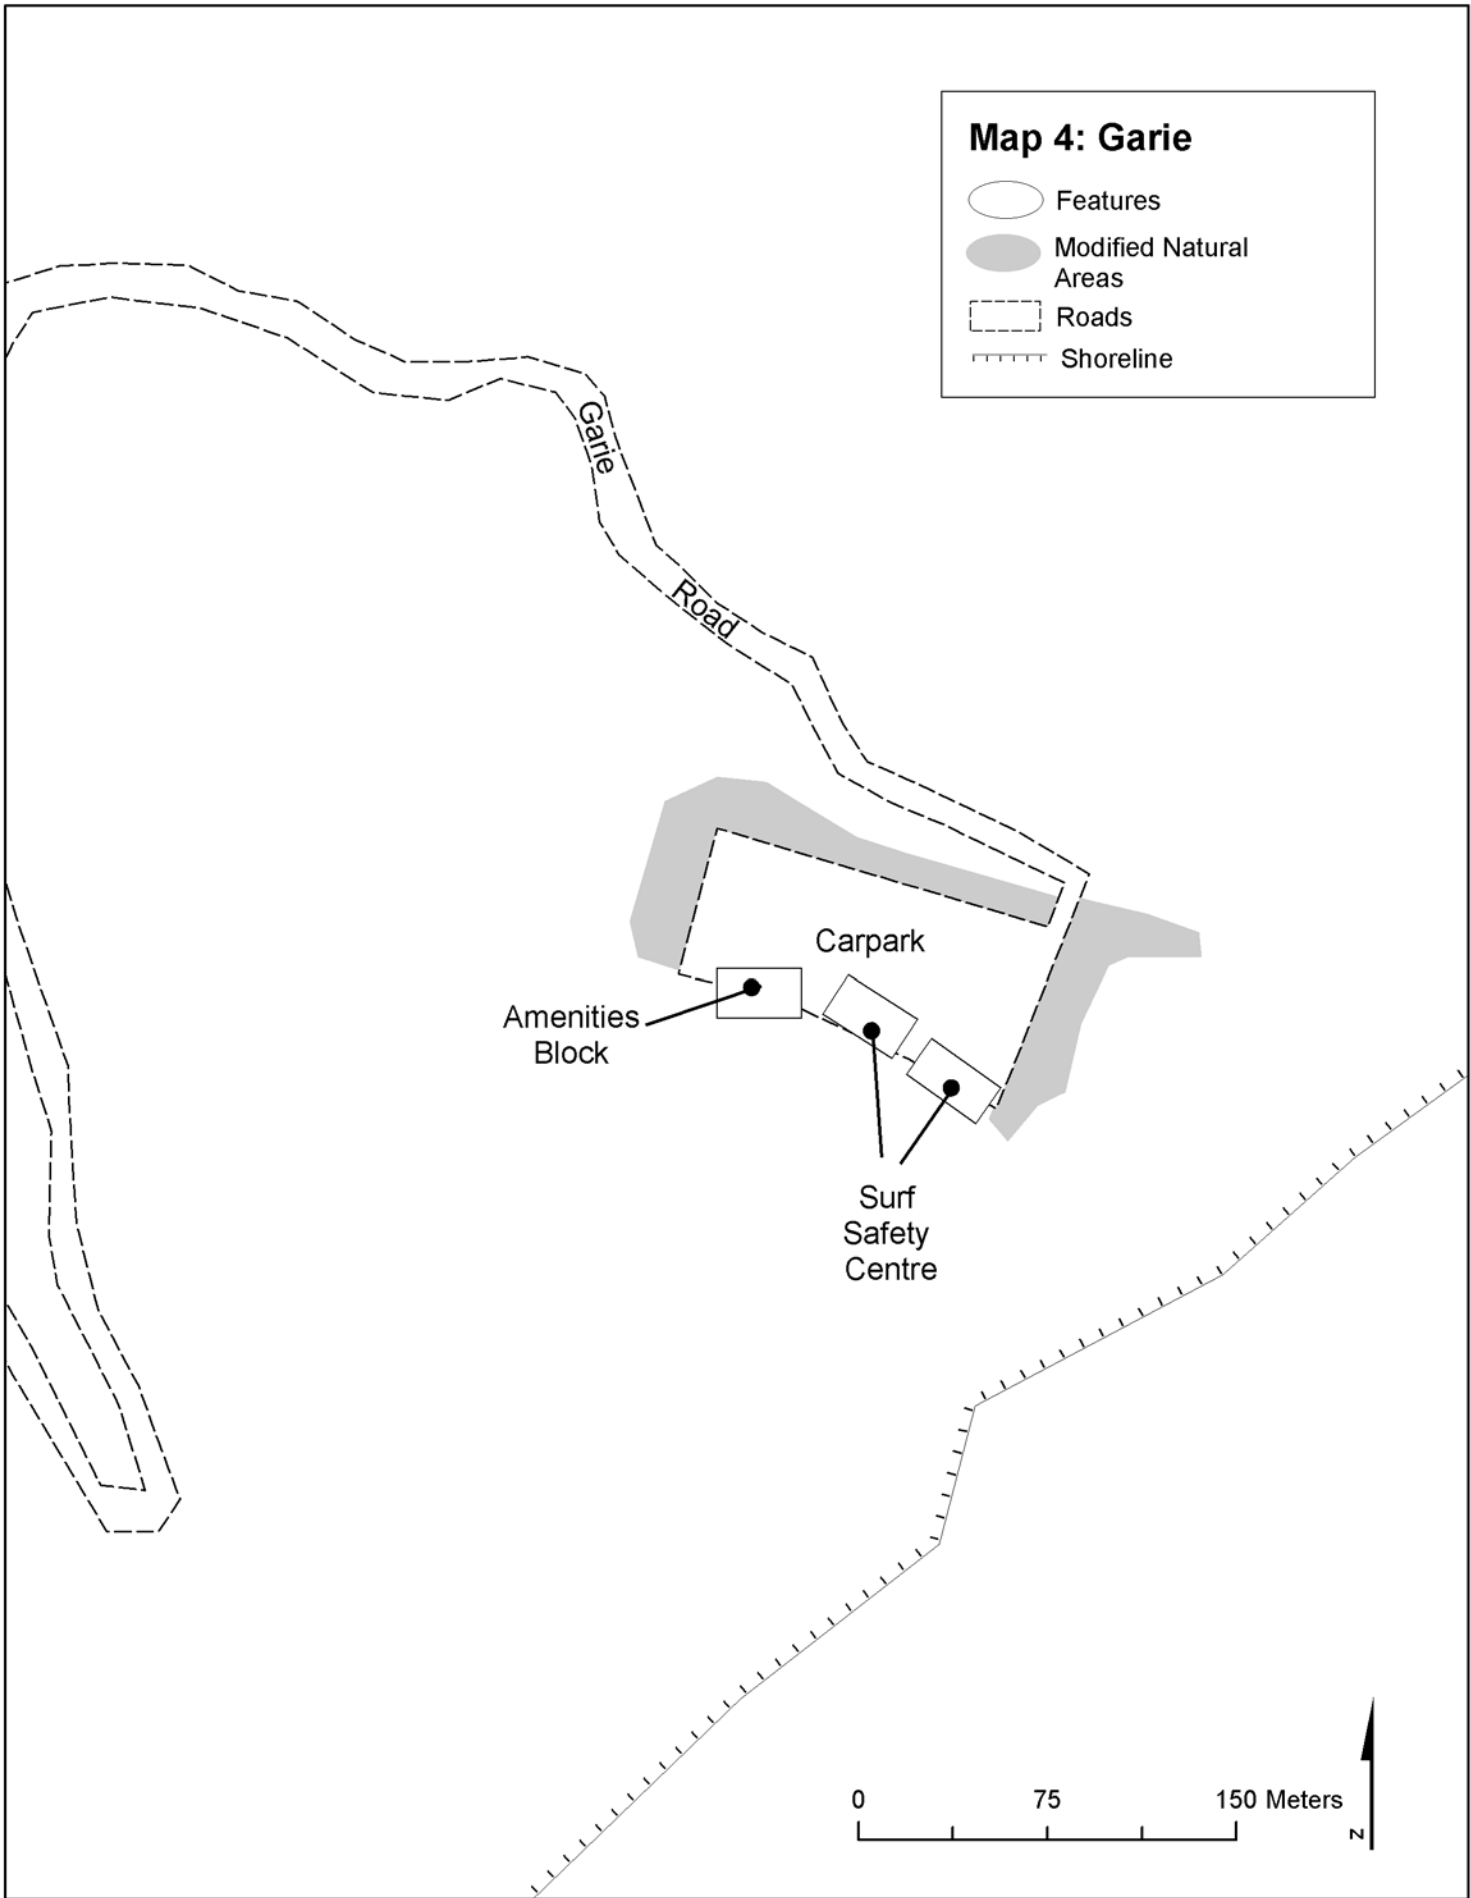 Map 4: Garie
Features
Modified Natural
Areas
Roads
Shoreline
Garie
Road
Carpark
Amenities
Block
Surf
Safety
Centre
0 75 150 Meters
N